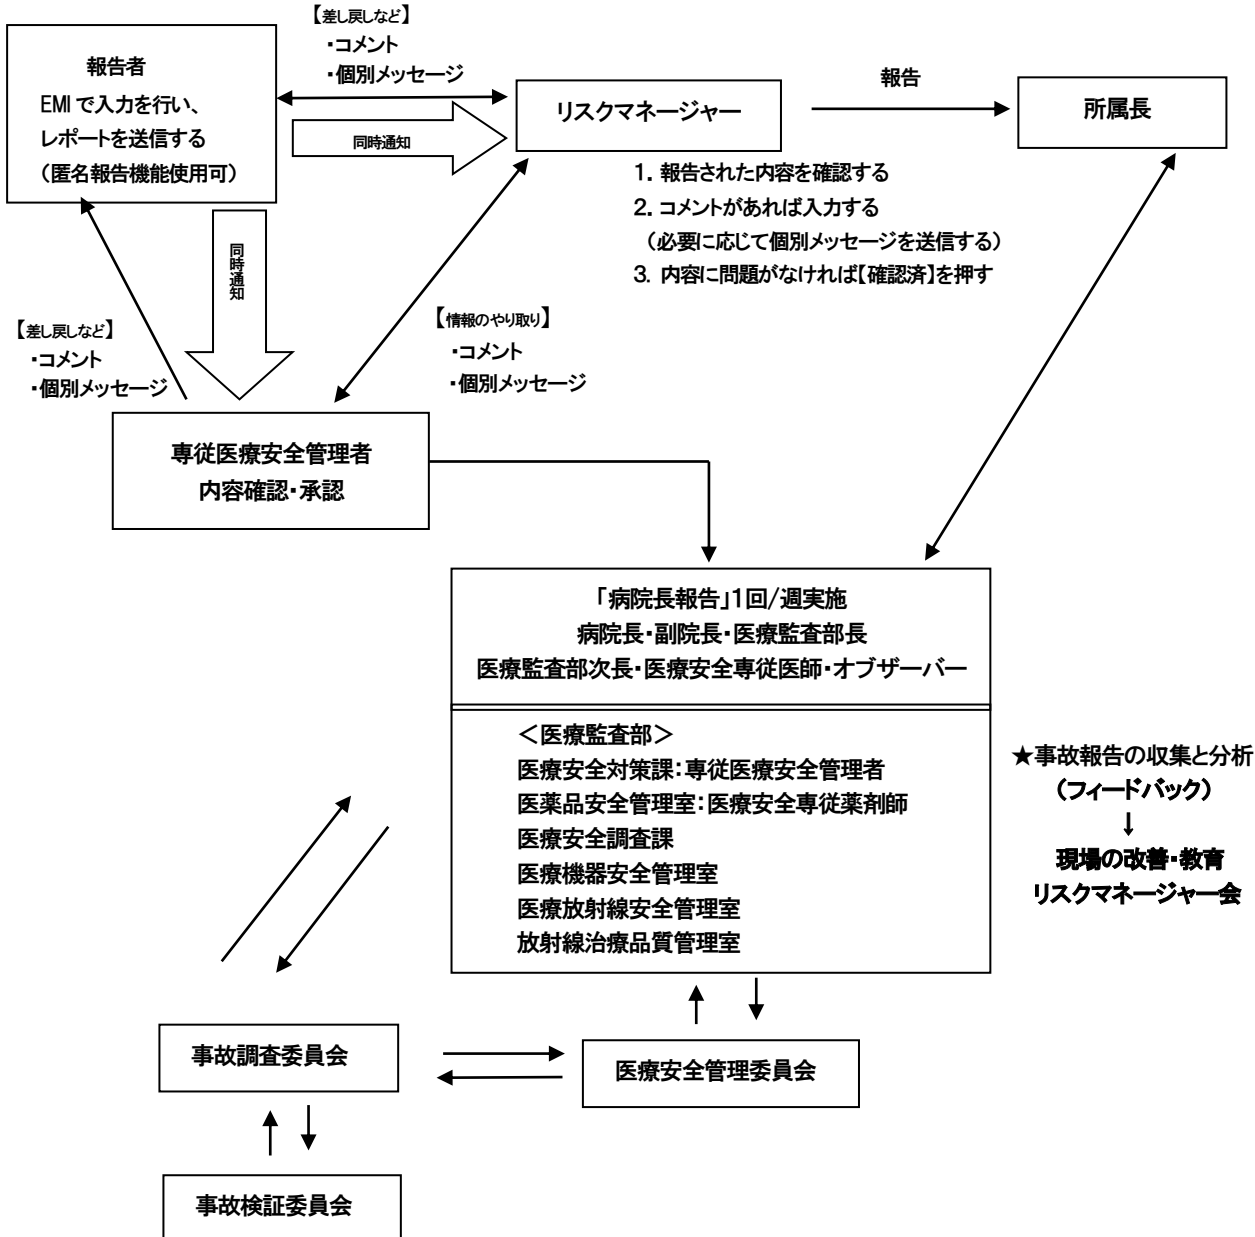 【差し戻しなど】
・コメント
・個別メッセージ
報告者
EMIで入力を行い、
レポートを送信する
（匿名報告機能使用可）
同時通知
リスクマネージャー
報告
所属長
1. 報告された内容を確認する
2. コメントがあれば入力する
（必要に応じて個別メッセージを送信する）
3. 内容に問題がなければ【確認済】を押す
同時通知
【差し戻しなど】
・コメント
・個別メッセージ
【情報のやり取り】
・コメント
・個別メッセージ
専従医療安全管理者
内容確認・承認
「病院長報告」1回/週実施
病院長・副院長・医療監査部長
医療監査部次長・医療安全専従医師・オブザーバー
＜医療監査部＞
医療安全対策課：専従医療安全管理者
医薬品安全管理室：医療安全専従薬剤師
医療安全調査課
医療機器安全管理室
医療放射線安全管理室
放射線治療品質管理室
★事故報告の収集と分析
（フィードバック）
↓
現場の改善・教育
リスクマネージャー会
事故調査委員会
医療安全管理委員会
事故検証委員会